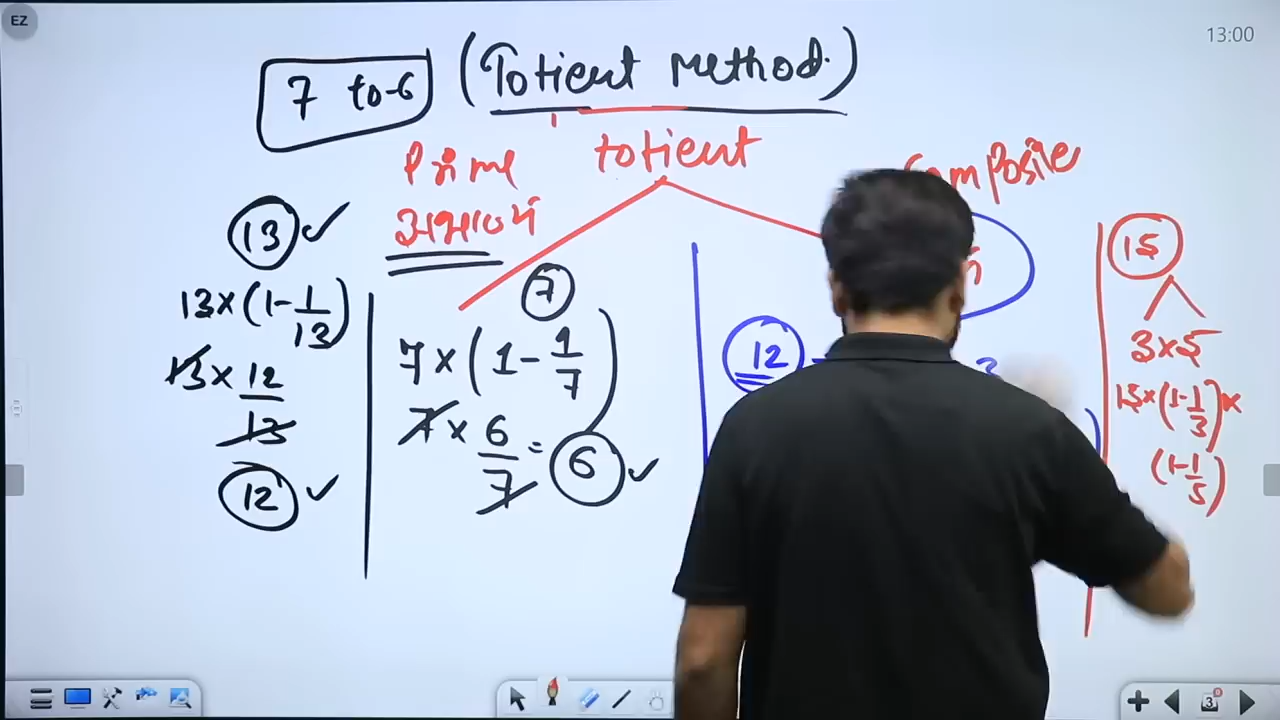 EZ
13:00
7 to-6 (Totient Method.)
Prime
अभाज्य
totient
13 ✓
13×(1-1/13)
13 × 12/13
12 ✓
7
7 × (1 - 1/7)
7 × 6/7 = 6 ✓
12
15
3×5
15×(1-1/3)×
(1-1/5)
3